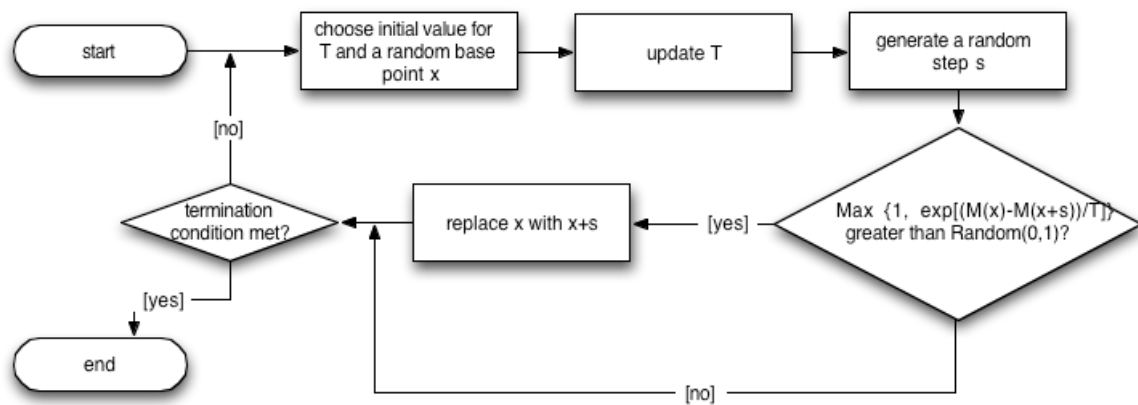 start
choose initial value for
T and a random base
point x
update T
generate a random
step s
Max {1, exp[(M(x)-M(x+s))/T]}
greater than Random(0,1)?
[yes]
replace x with x+s
[no]
termination
condition met?
[no]
[yes]
end